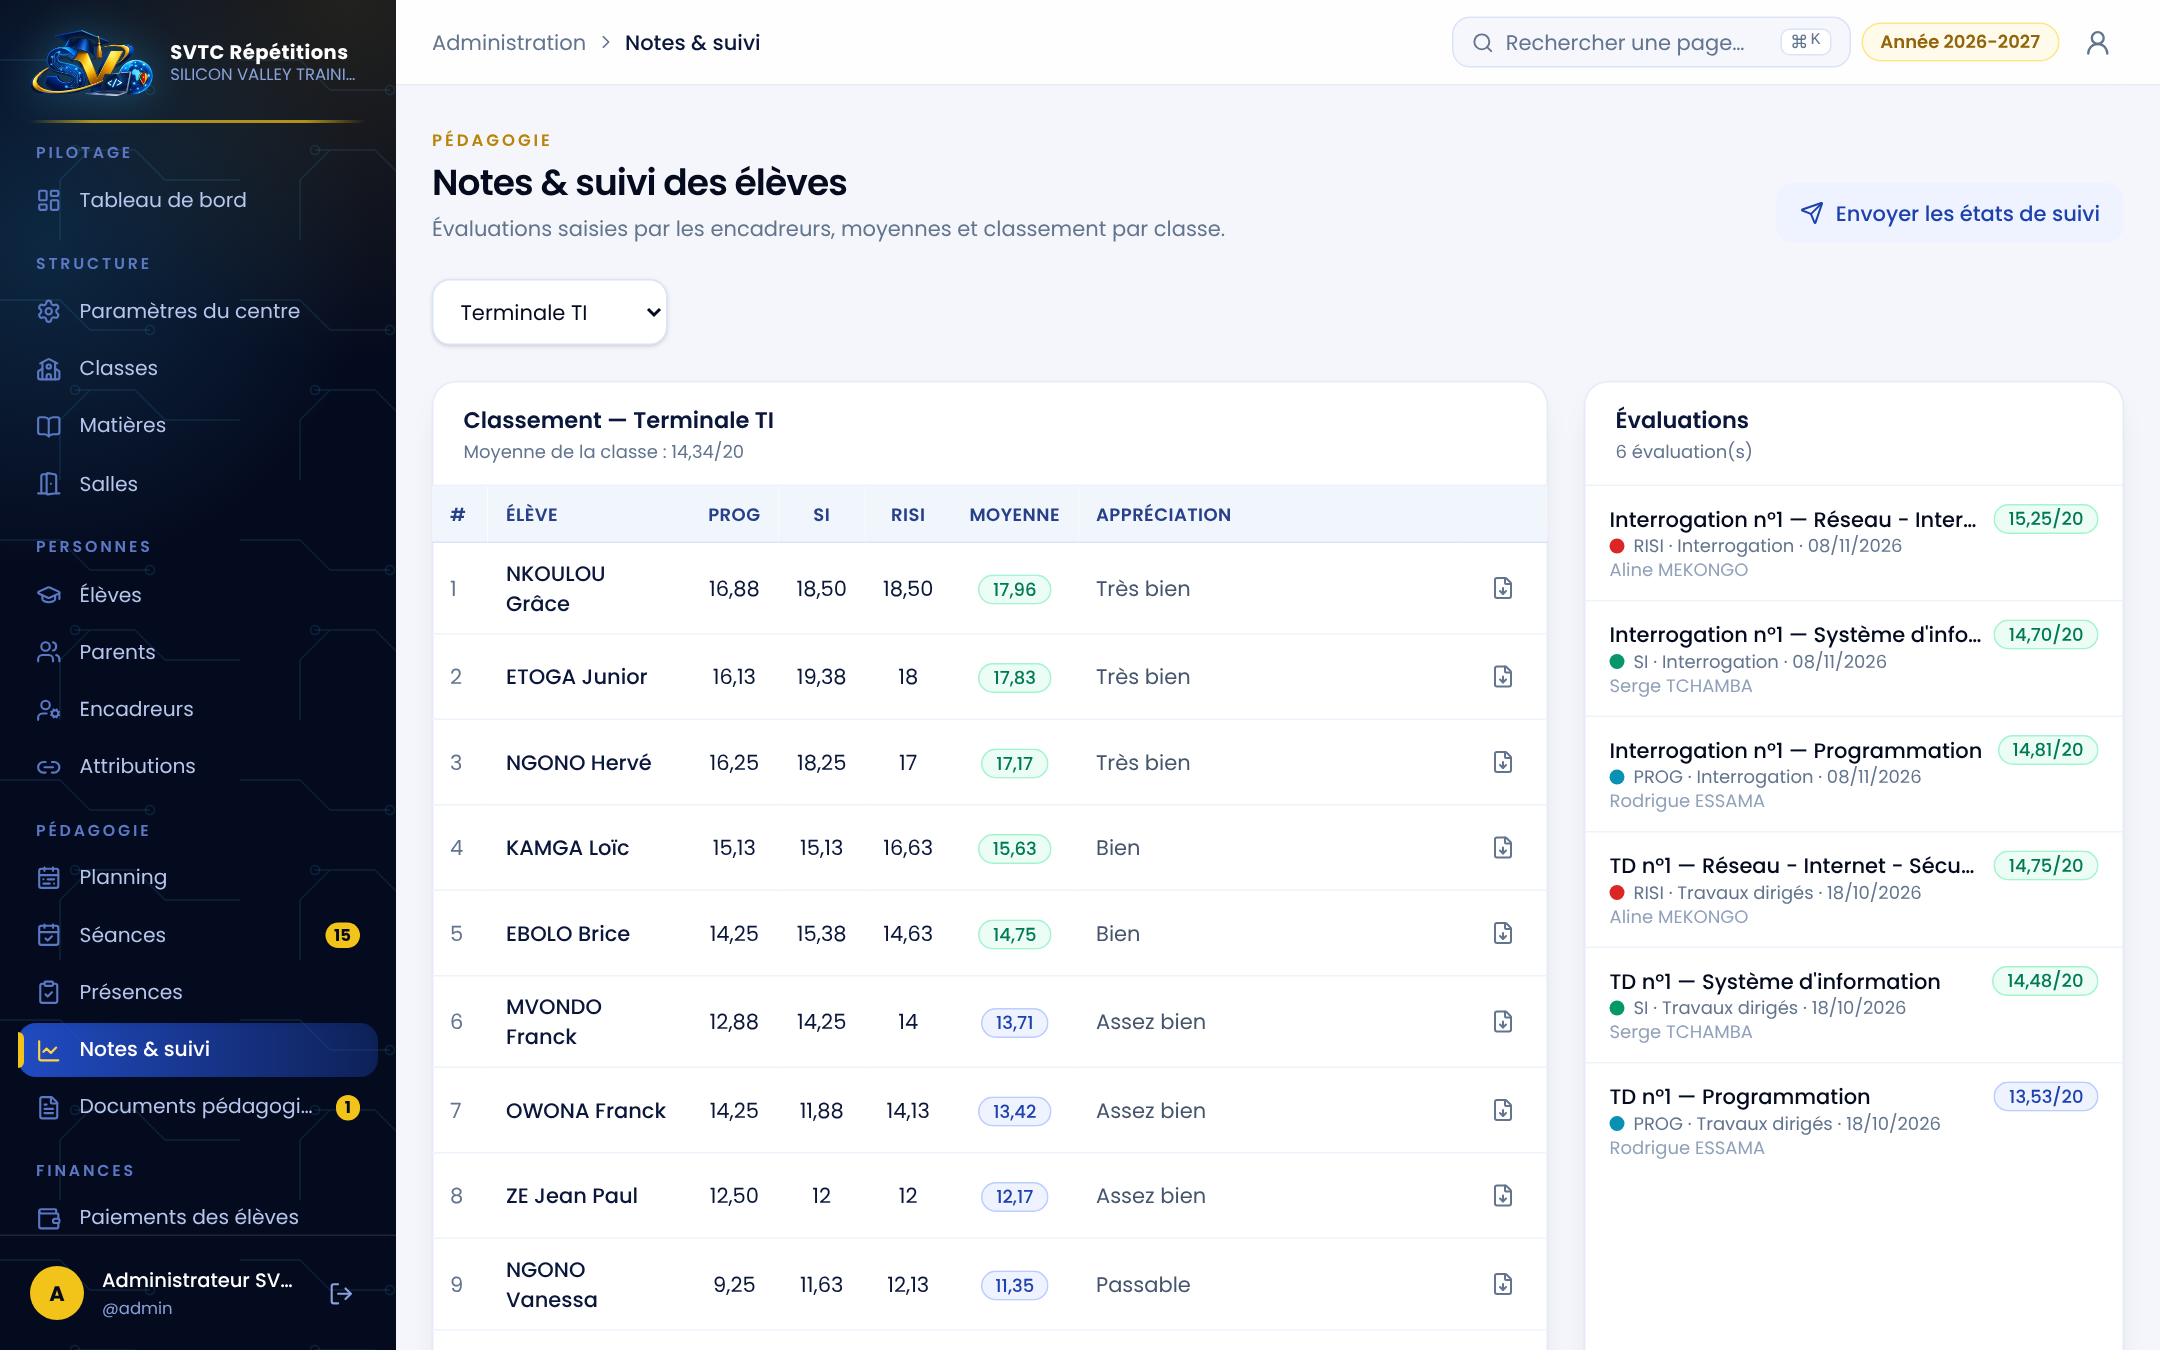 SVTC Répétitions
SILICON VALLEY TRAINI...
PILOTAGE
Tableau de bord
STRUCTURE
Paramètres du centre
Classes
Matières
Salles
PERSONNES
Élèves
Parents
Encadreurs
Attributions
PÉDAGOGIE
Planning
Séances 15
Présences
Notes & suivi
Documents pédagogi... 1
FINANCES
Paiements des élèves
A
Administrateur SV...
@admin
Administration > Notes & suivi
Rechercher une page... ⌘ K
Année 2026-2027
PÉDAGOGIE
Notes & suivi des élèves
Évaluations saisies par les encadreurs, moyennes et classement par classe.
Envoyer les états de suivi
Terminale TI
Classement — Terminale TI
Moyenne de la classe : 14,34/20
# ÉLÈVE PROG SI RISI MOYENNE APPRÉCIATION
1 NKOULOU Grâce 16,88 18,50 18,50 17,96 Très bien
2 ETOGA Junior 16,13 19,38 18 17,83 Très bien
3 NGONO Hervé 16,25 18,25 17 17,17 Très bien
4 KAMGA Loïc 15,13 15,13 16,63 15,63 Bien
5 EBOLO Brice 14,25 15,38 14,63 14,75 Bien
6 MVONDO Franck 12,88 14,25 14 13,71 Assez bien
7 OWONA Franck 14,25 11,88 14,13 13,42 Assez bien
8 ZE Jean Paul 12,50 12 12 12,17 Assez bien
9 NGONO Vanessa 9,25 11,63 12,13 11,35 Passable
Évaluations
6 évaluation(s)
Interrogation n°1 — Réseau - Inter... 15,25/20
RISI · Interrogation · 08/11/2026
Aline MEKONGO
Interrogation n°1 — Système d'info... 14,70/20
SI · Interrogation · 08/11/2026
Serge TCHAMBA
Interrogation n°1 — Programmation 14,81/20
PROG · Interrogation · 08/11/2026
Rodrigue ESSAMA
TD n°1 — Réseau - Internet - Sécu... 14,75/20
RISI · Travaux dirigés · 18/10/2026
Aline MEKONGO
TD n°1 — Système d'information 14,48/20
SI · Travaux dirigés · 18/10/2026
Serge TCHAMBA
TD n°1 — Programmation 13,53/20
PROG · Travaux dirigés · 18/10/2026
Rodrigue ESSAMA